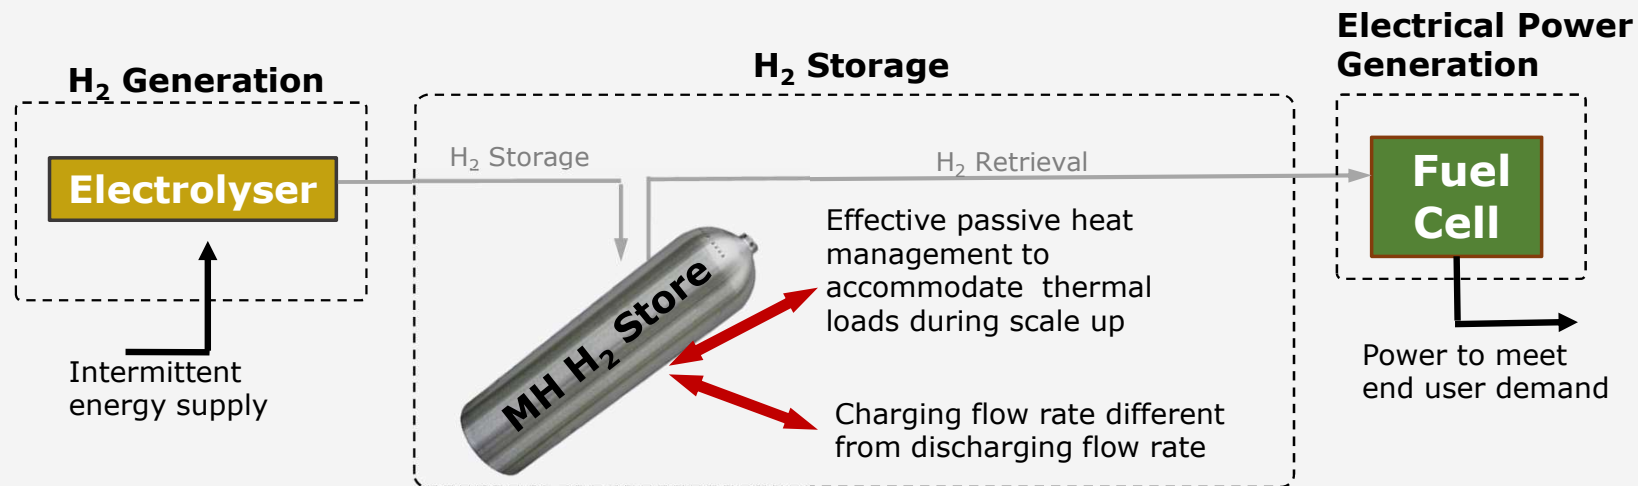 H₂ Generation
Electrolyser
Intermittent
energy supply
H₂ Storage
H₂ Storage
H₂ Retrieval
MH H₂ Store
Effective passive heat
management to
accommodate thermal
loads during scale up
Charging flow rate different
from discharging flow rate
Electrical Power
Generation
Fuel
Cell
Power to meet
end user demand